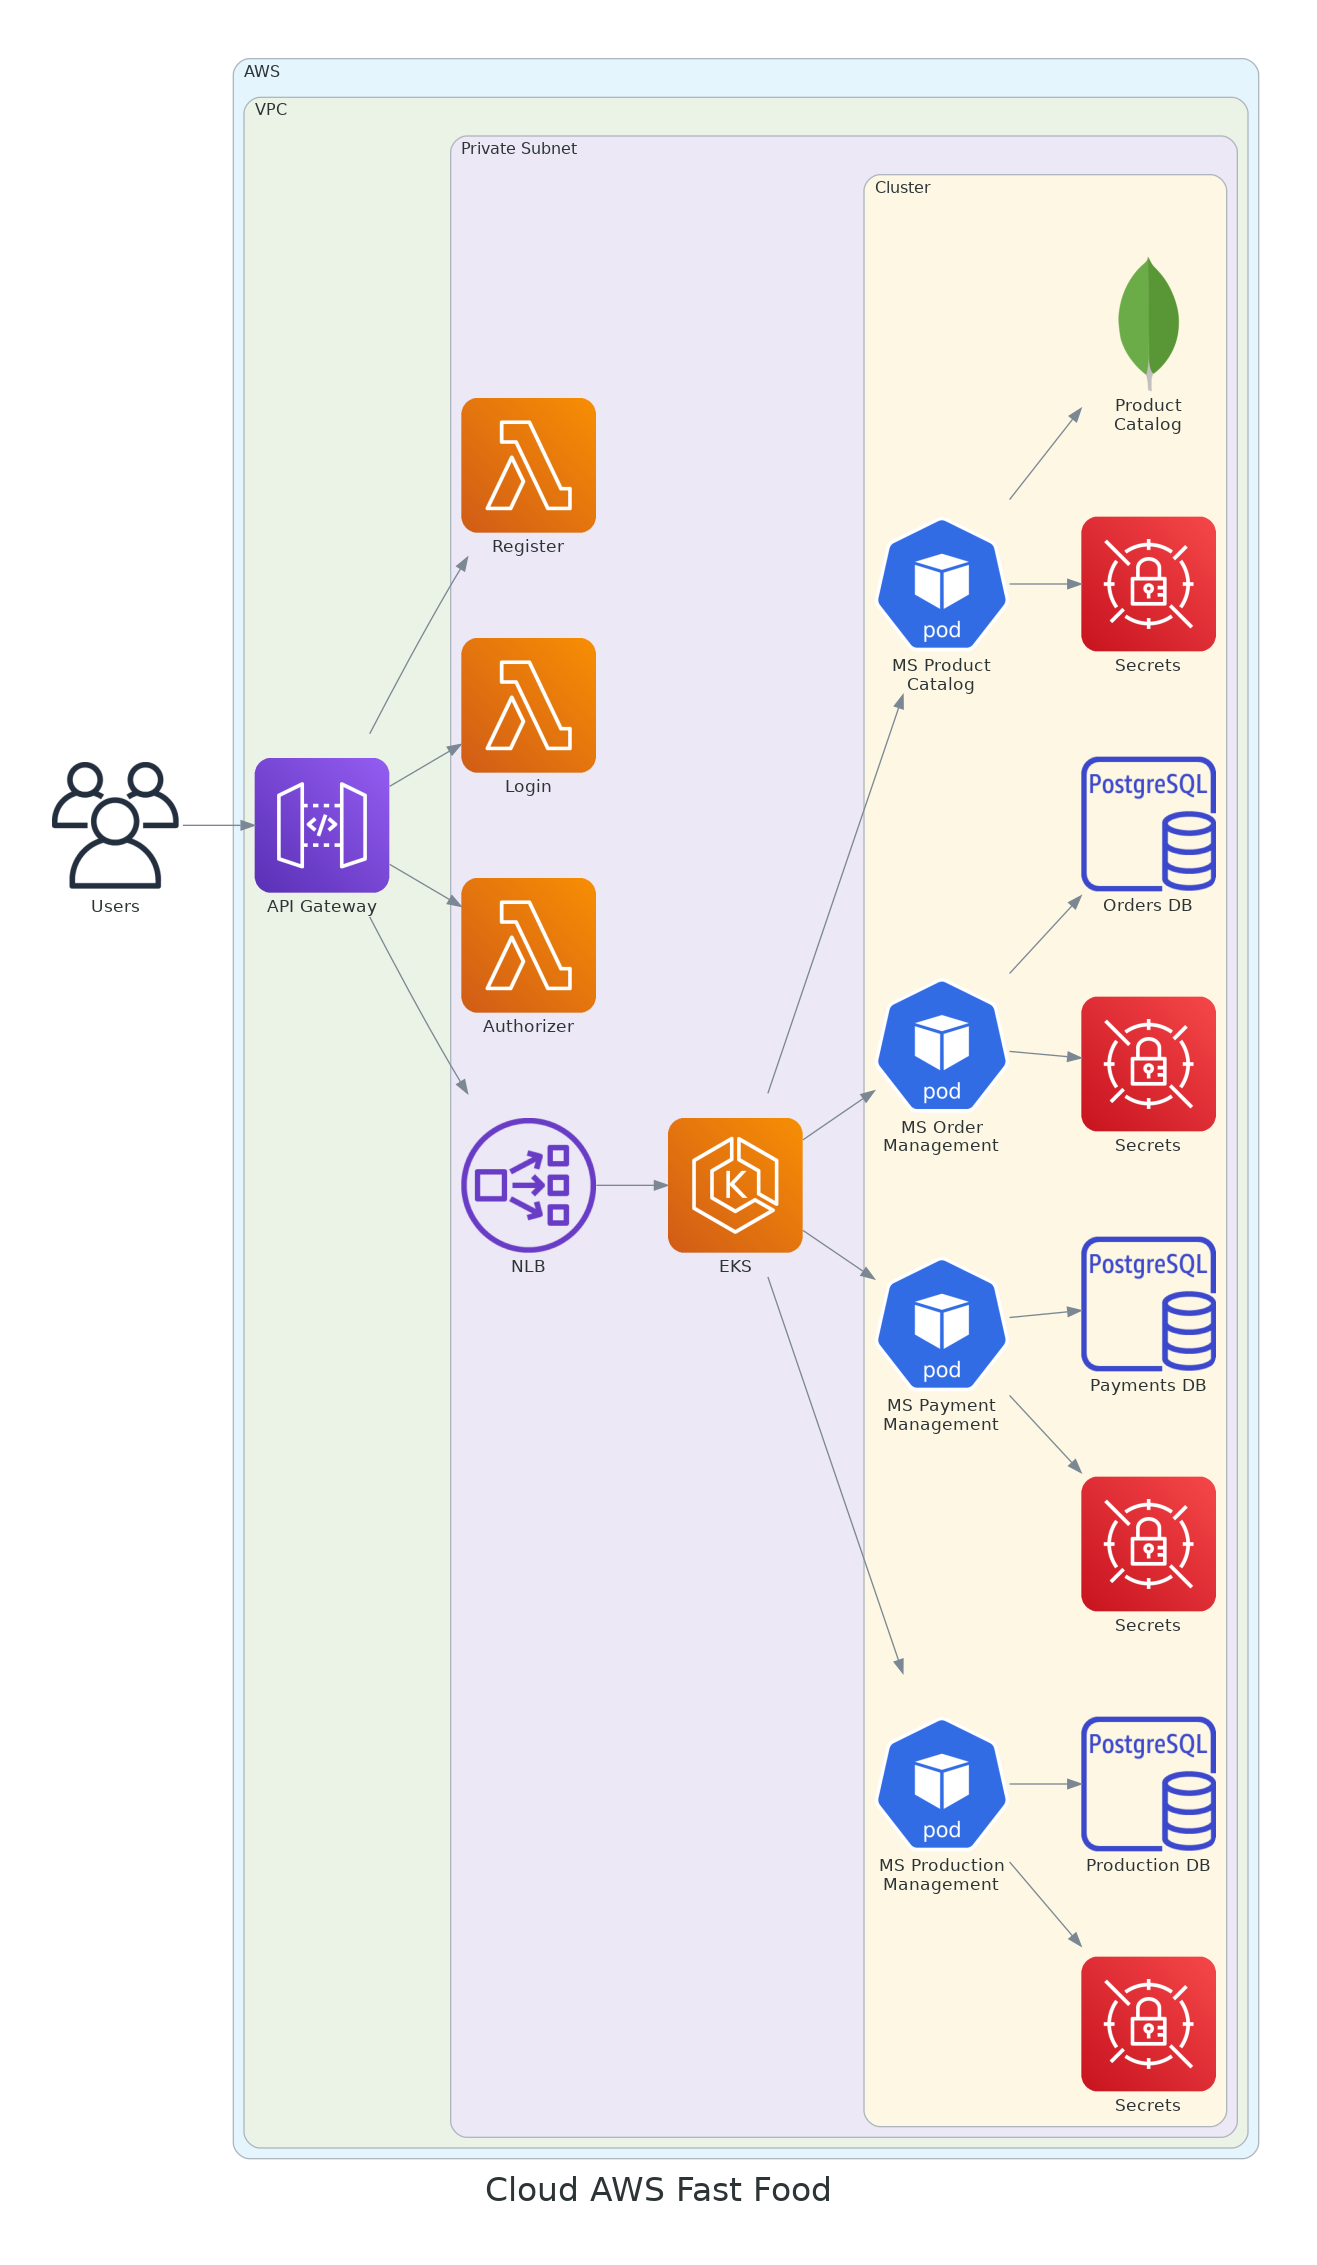 AWS
VPC
Private Subnet
Cluster
Product
Catalog
Register
pod
MS Product
Catalog
Secrets
Login
PostgreSQL
Orders DB
Users
</>
API Gateway
Authorizer
pod
MS Order
Management
Secrets
NLB
K
EKS
PostgreSQL
Payments DB
pod
MS Payment
Management
Secrets
pod
MS Production
Management
PostgreSQL
Production DB
Secrets
Cloud AWS Fast Food